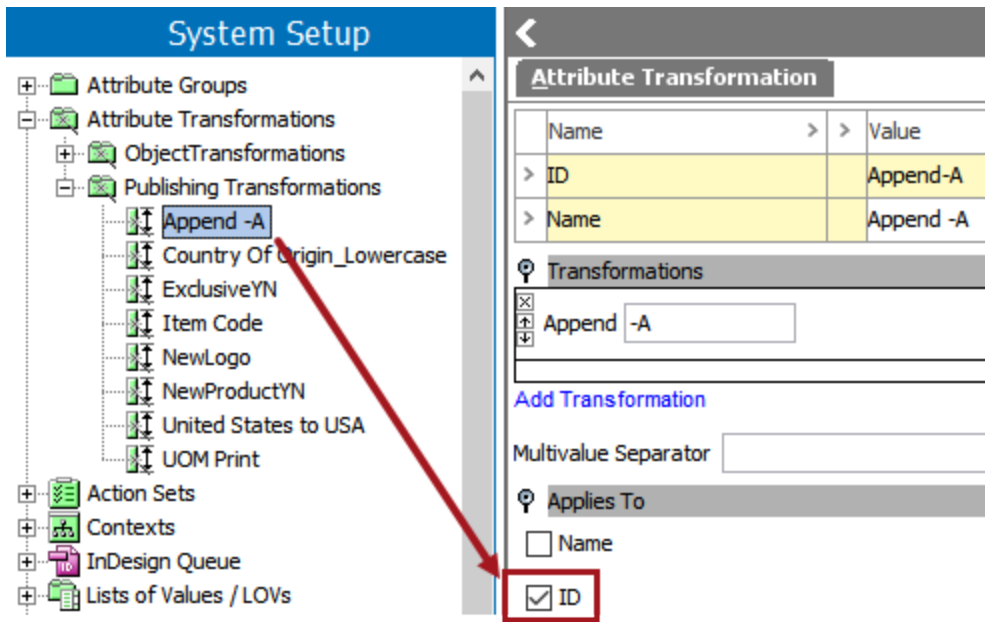 System Setup
Attribute Groups
Attribute Transformations
ObjectTransformations
Publishing Transformations
Append -A
Country Of Origin_Lowercase
ExclusiveYN
Item Code
NewLogo
NewProductYN
United States to USA
UOM Print
Action Sets
Contexts
InDesign Queue
Lists of Values / LOVs
Attribute Transformation
Name > > Value
> ID Append-A
> Name Append -A
Transformations
Append -A
Add Transformation
Multivalue Separator
Applies To
Name
ID